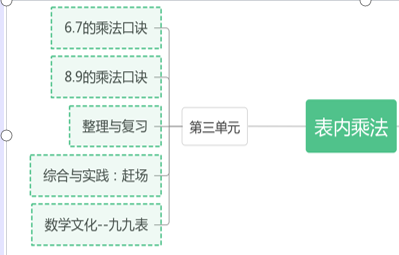 6.7的乘法口诀
8.9的乘法口诀
整理与复习
综合与实践：赶场
数学文化--九九表
第三单元
表内乘法